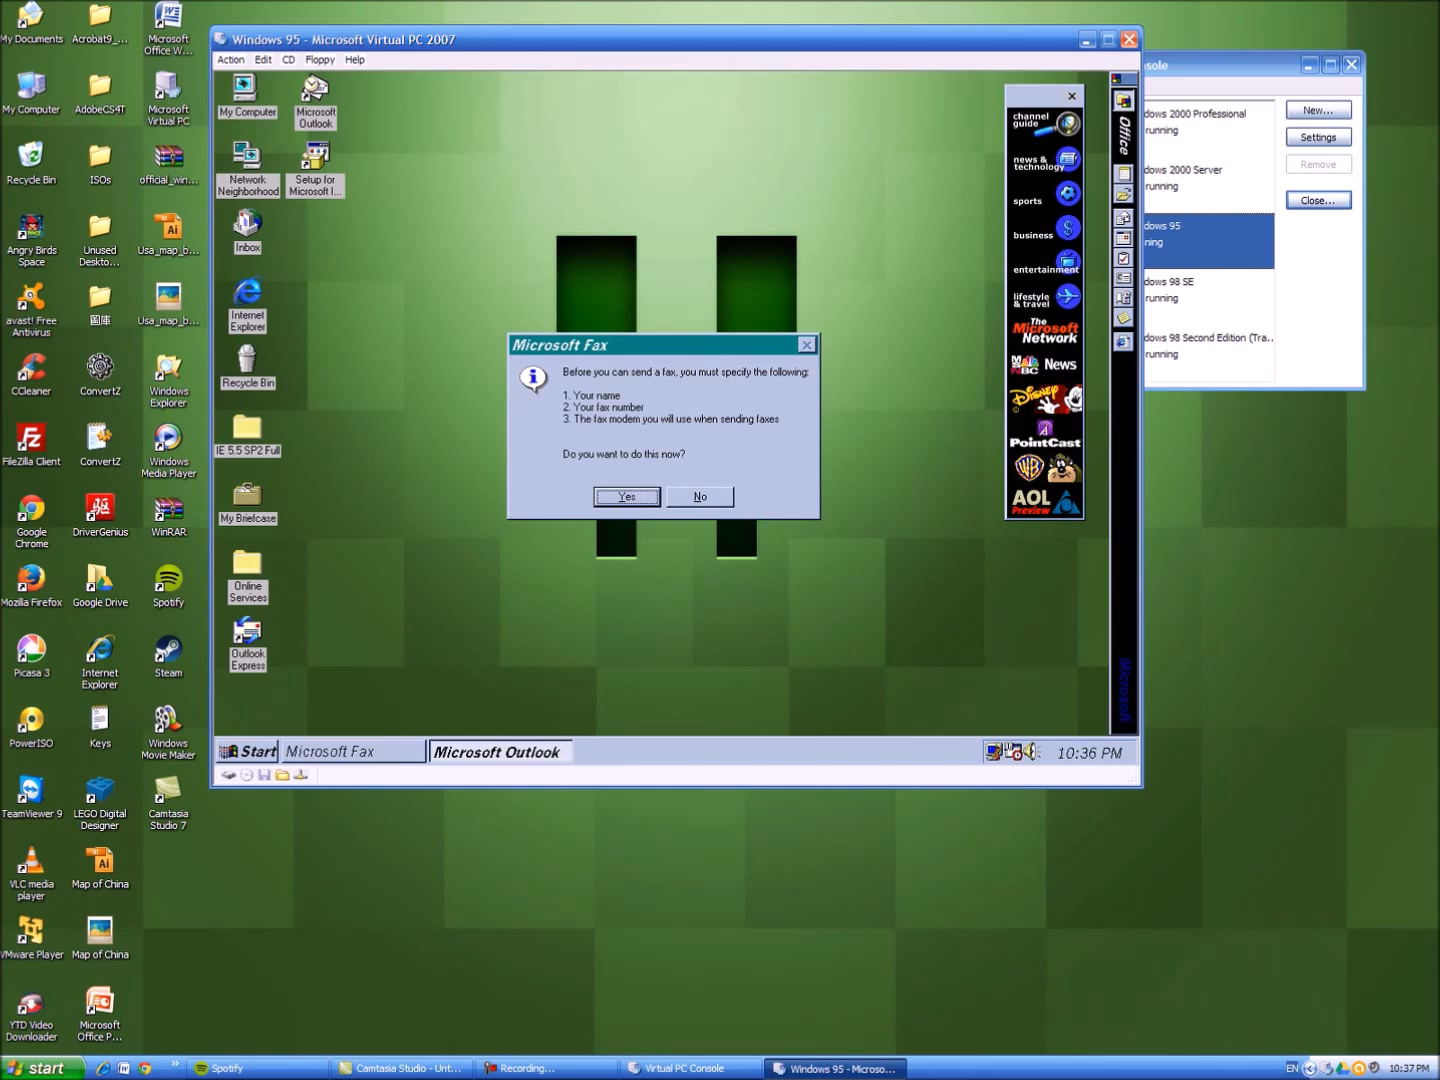 My Documents
Acrobat9_...
Microsoft
Office W...
My Computer
AdobeCS4T
Microsoft
Virtual PC
Recycle Bin
ISOs
official_win...
Angry Birds
Space
Unused
Deskto...
Usa_map_b...
avast! Free
Antivirus
圖庫
Usa_map_b...
CCleaner
ConvertZ
Windows
Explorer
FileZilla Client
ConvertZ
Windows
Media Player
Google
Chrome
DriverGenius
WinRAR
Mozilla Firefox
Google Drive
Spotify
Picasa 3
Internet
Explorer
Steam
PowerISO
Keys
Windows
Movie Maker
TeamViewer 9
LEGO Digital
Designer
Camtasia
Studio 7
VLC media
player
Map of China
VMware Player
Map of China
YTD Video
Downloader
Microsoft
Office P...
Windows 95 - Microsoft Virtual PC 2007
Action Edit CD Floppy Help
My Computer
Microsoft
Outlook
Network
Neighborhood
Setup for
Microsoft I...
Inbox
Internet
Explorer
Recycle Bin
IE 5.5 SP2 Full
My Briefcase
Online
Services
Outlook
Express
Microsoft Fax
Before you can send a fax, you must specify the following:
1. Your name
2. Your fax number
3. The fax modem you will use when sending faxes
Do you want to do this now?
Yes No
channel
guide
news &
technology
sports
business
entertainment
lifestyle
& travel
The
Microsoft
Network
MSNBC News
Disney
PointCast
WB
AOL
Preview
Office
Microsoft
Start Microsoft Fax Microsoft Outlook 10:36 PM
sole
dows 2000 Professional
running
dows 2000 Server
running
dows 95
ning
dows 98 SE
running
dows 98 Second Edition (Tra...
running
New...
Settings
Remove
Close...
start Spotify Camtasia Studio - Unt... Recording... Virtual PC Console Windows 95 - Microso... EN 10:37 PM